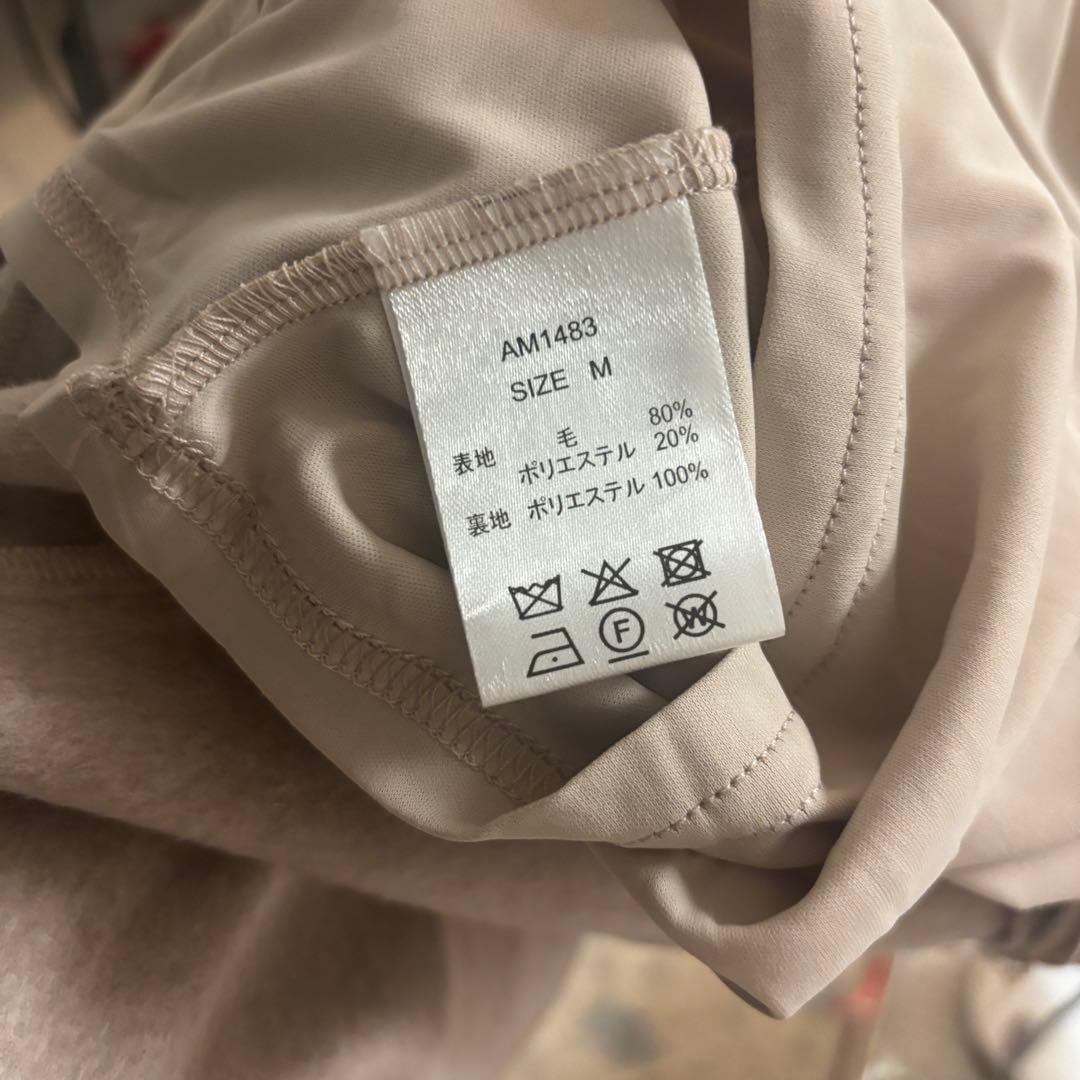 AM1483
SIZE M
表地 毛 80%
ポリエステル 20%
裏地 ポリエステル 100%
F
W